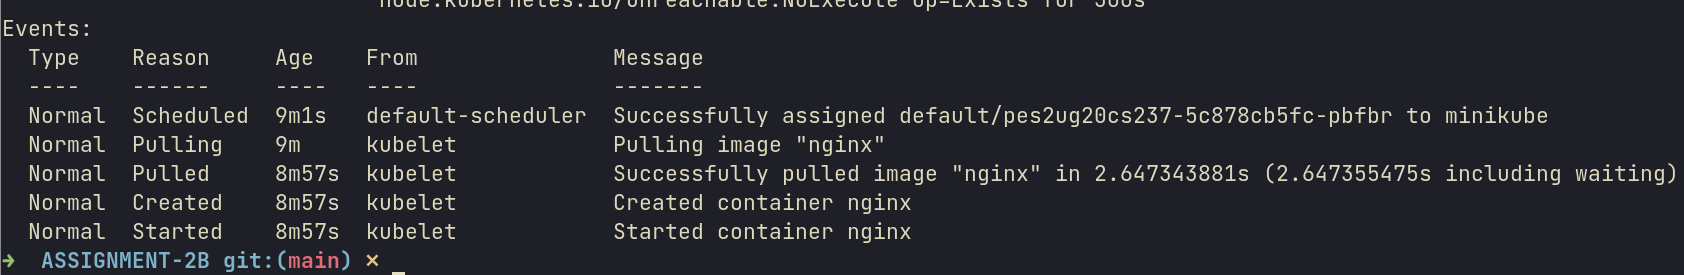 node.kubernetes.io/unreachable:NoExecute op=Exists for 300s
Events:
Type Reason Age From Message
---- ------ ---- ---- -------
Normal Scheduled 9m1s default-scheduler Successfully assigned default/pes2ug20cs237-5c878cb5fc-pbfbr to minikube
Normal Pulling 9m kubelet Pulling image "nginx"
Normal Pulled 8m57s kubelet Successfully pulled image "nginx" in 2.647343881s (2.647355475s including waiting)
Normal Created 8m57s kubelet Created container nginx
Normal Started 8m57s kubelet Started container nginx
→ ASSIGNMENT-2B git:(main) ×